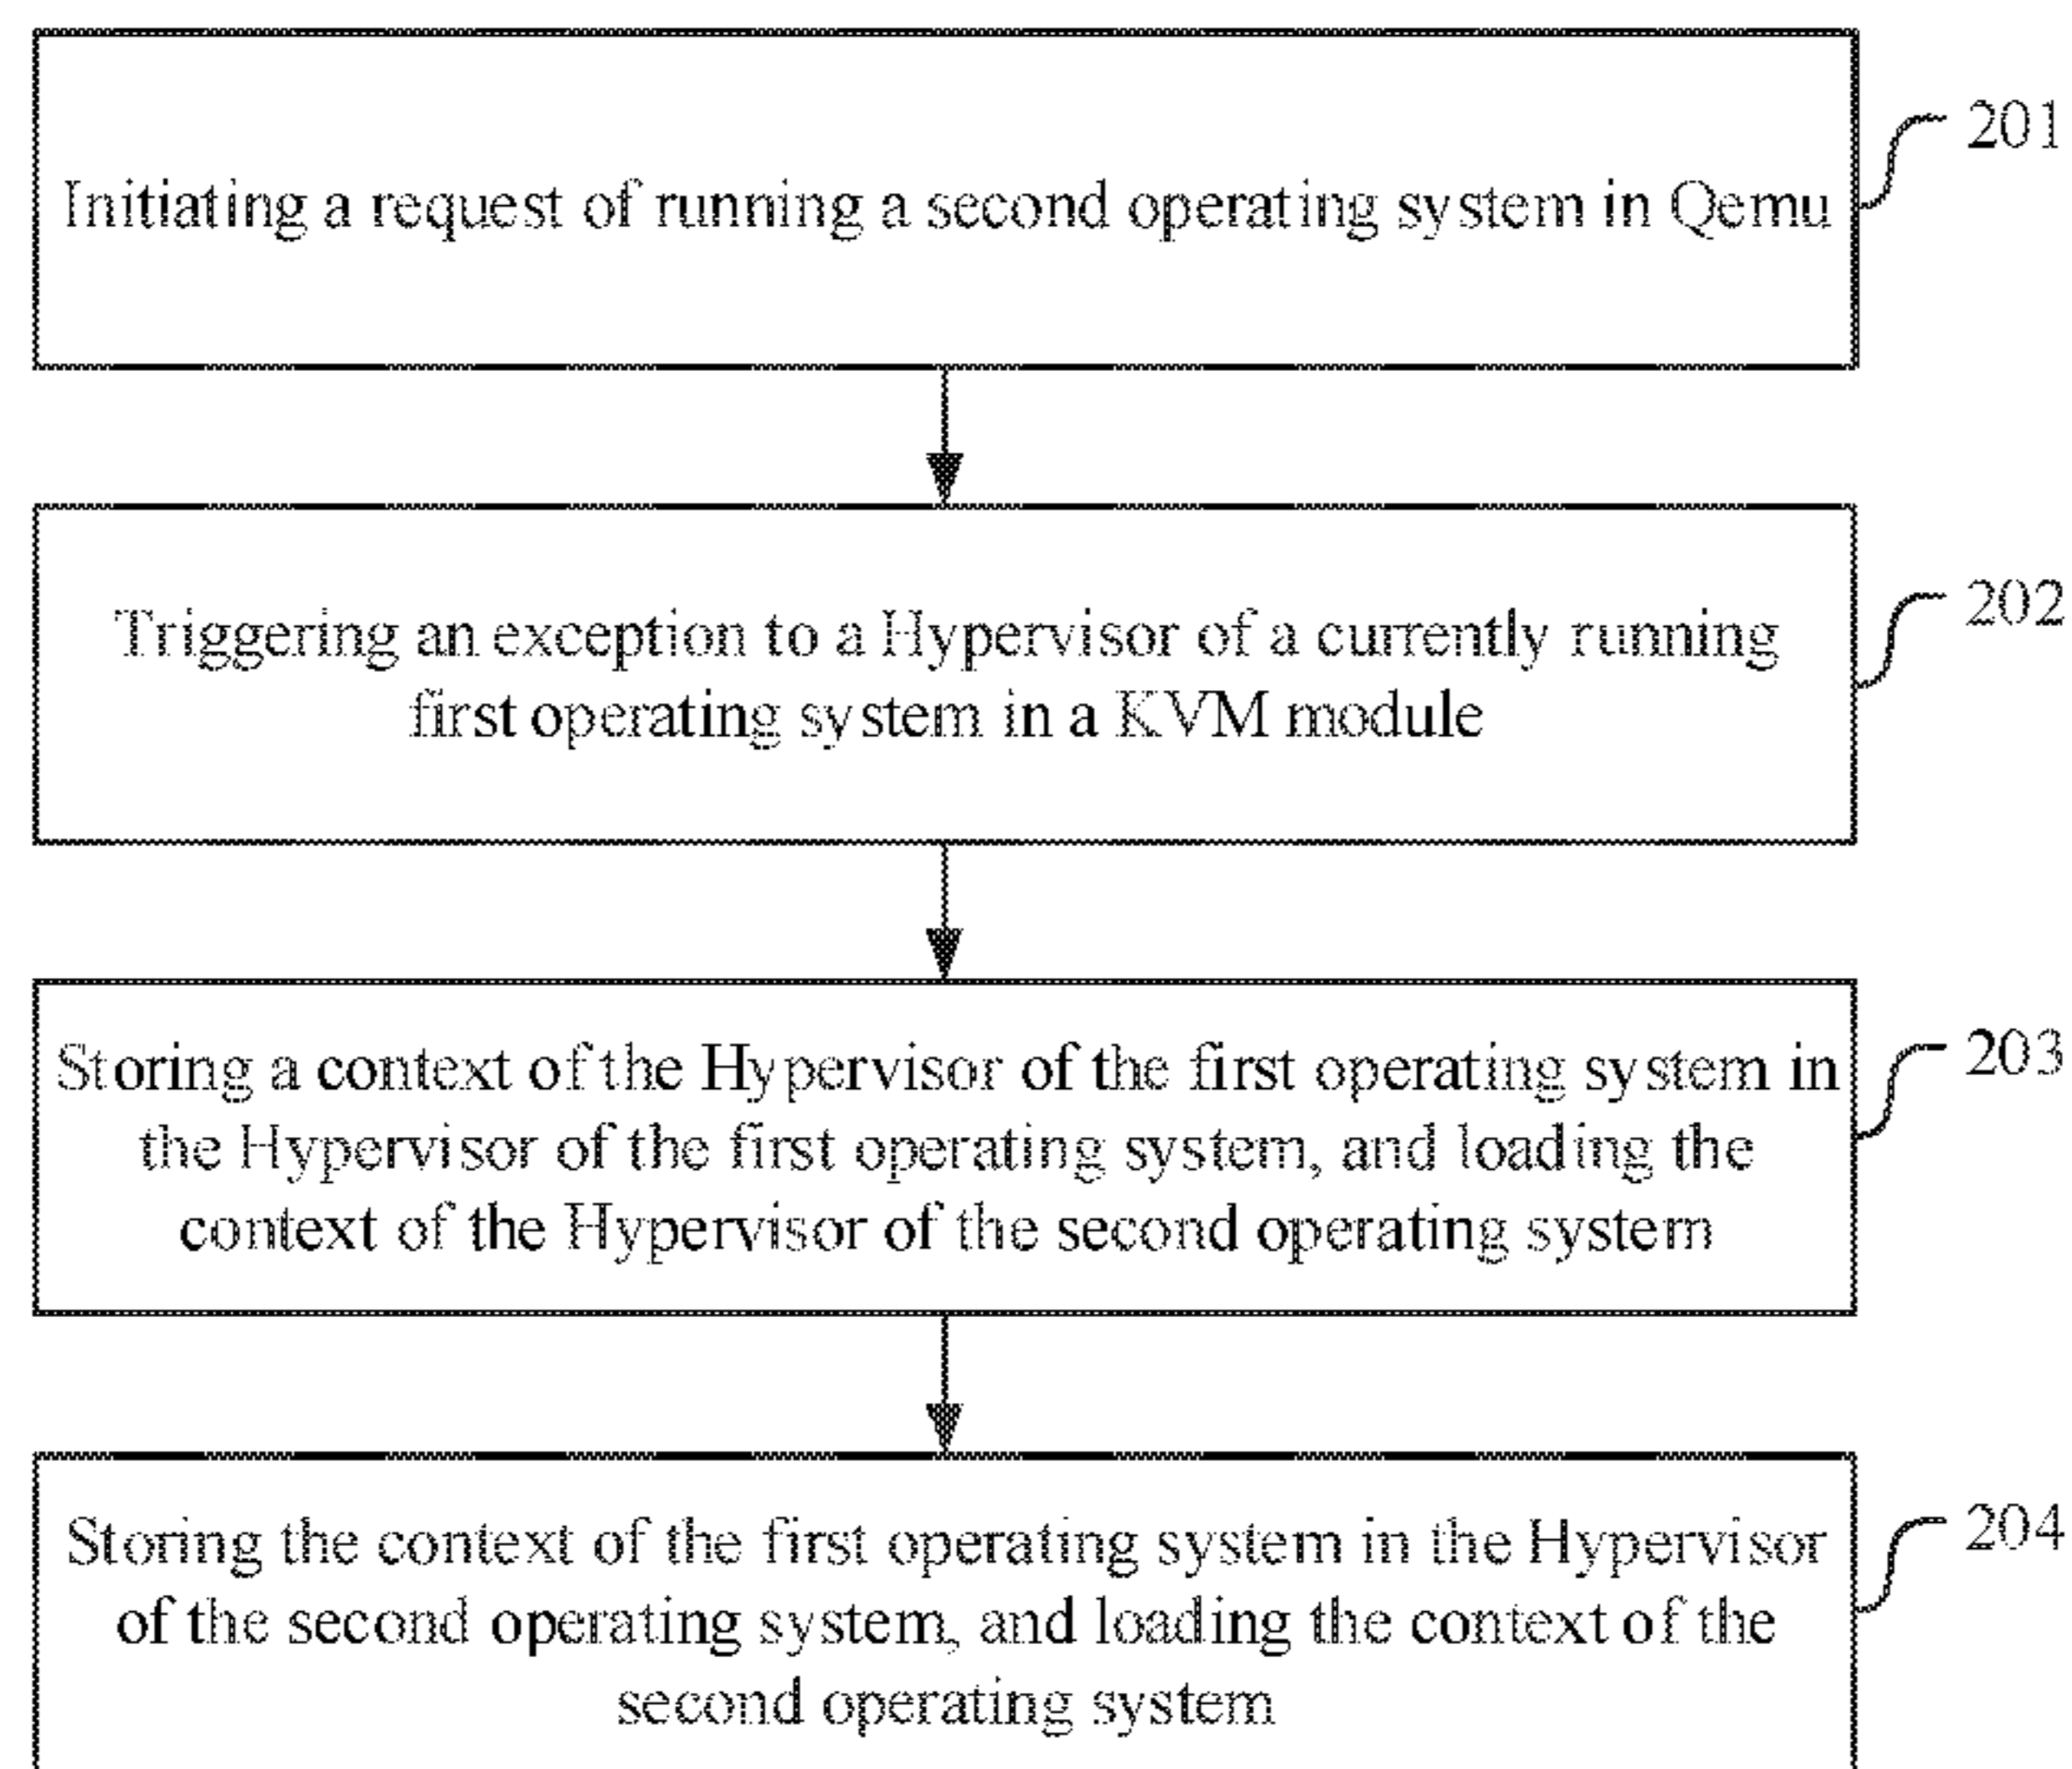 201
Initiating a request of running a second operating system in Qemu
202
Triggering an exception to a Hypervisor of a currently running
first operating system in a KVM module
203
Storing a context of the Hypervisor of the first operating system in
the Hypervisor of the first operating system, and loading the
context of the Hypervisor of the second operating system
204
Storing the context of the first operating system in the Hypervisor
of the second operating system, and loading the context of the
second operating system